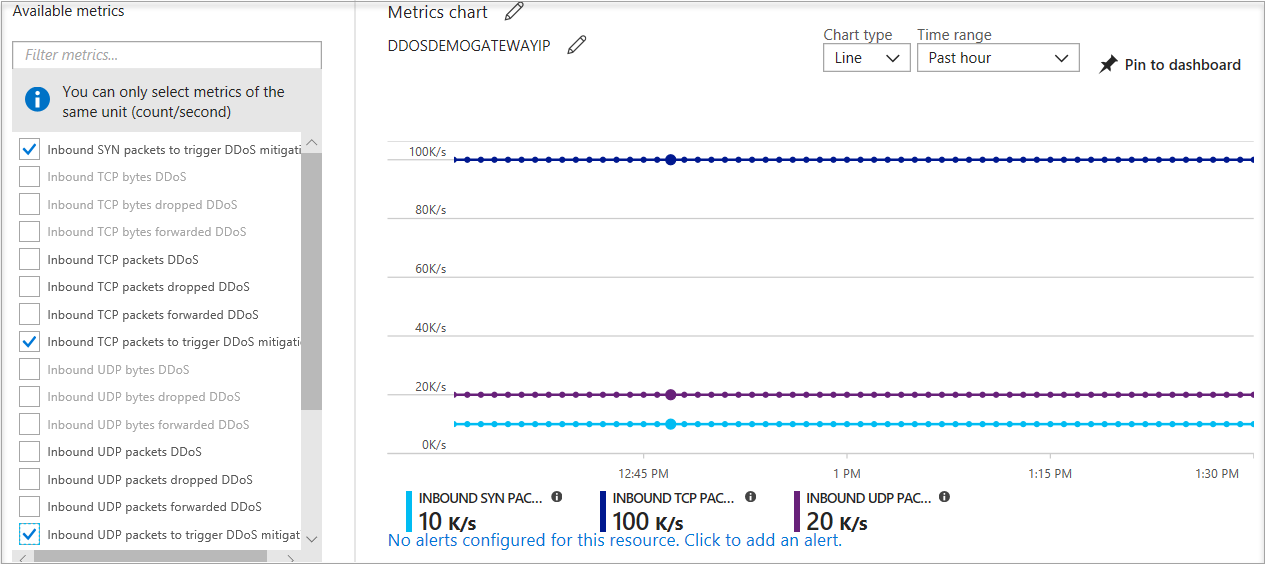 Available metrics
Filter metrics...
You can only select metrics of the
same unit (count/second)
Inbound SYN packets to trigger DDoS mitigati
Inbound TCP bytes DDoS
Inbound TCP bytes dropped DDoS
Inbound TCP bytes forwarded DDoS
Inbound TCP packets DDoS
Inbound TCP packets dropped DDoS
Inbound TCP packets forwarded DDoS
Inbound TCP packets to trigger DDoS mitigati
Inbound UDP bytes DDoS
Inbound UDP bytes dropped DDoS
Inbound UDP bytes forwarded DDoS
Inbound UDP packets DDoS
Inbound UDP packets dropped DDoS
Inbound UDP packets forwarded DDoS
Inbound UDP packets to trigger DDoS mitigat
Metrics chart
DDOSDEMOGATEWAYIP
Chart type
Line
Time range
Past hour
Pin to dashboard
100K/s
80K/s
60K/s
40K/s
20K/s
0K/s
12:45 PM
1 PM
1:15 PM
1:30 PM
INBOUND SYN PAC...
10 K/s
INBOUND TCP PAC...
100 K/s
INBOUND UDP PAC...
20 K/s
No alerts configured for this resource. Click to add an alert.